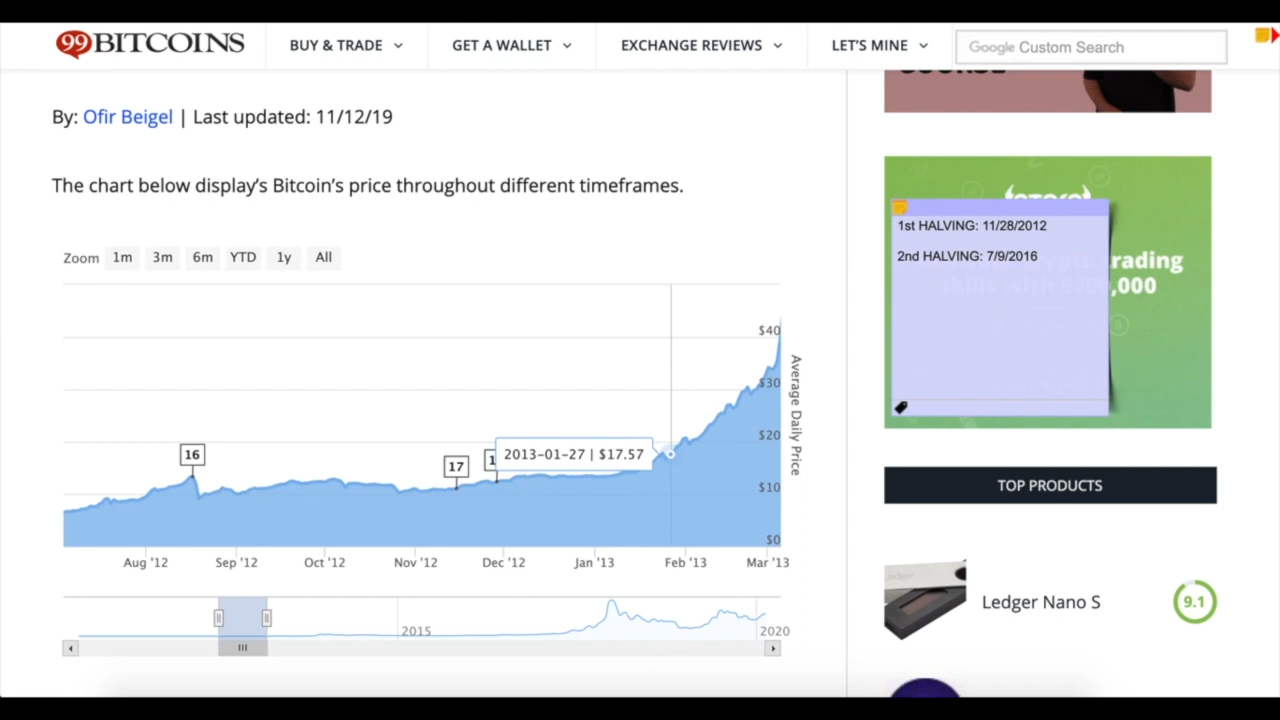 99BITCOINS
BUY & TRADE
GET A WALLET
EXCHANGE REVIEWS
LET'S MINE
Google Custom Search
By: Ofir Beigel | Last updated: 11/12/19
The chart below display's Bitcoin's price throughout different timeframes.
Zoom 1m 3m 6m YTD 1y All
$40
$30
$20
$10
$0
Average Daily Price
16
17
1
2013-01-27 | $17.57
Aug '12 Sep '12 Oct '12 Nov '12 Dec '12 Jan '13 Feb '13 Mar '13
2015 2020
1st HALVING: 11/28/2012
2nd HALVING: 7/9/2016
skills with
,000
TOP PRODUCTS
Ledger Nano S
9.1